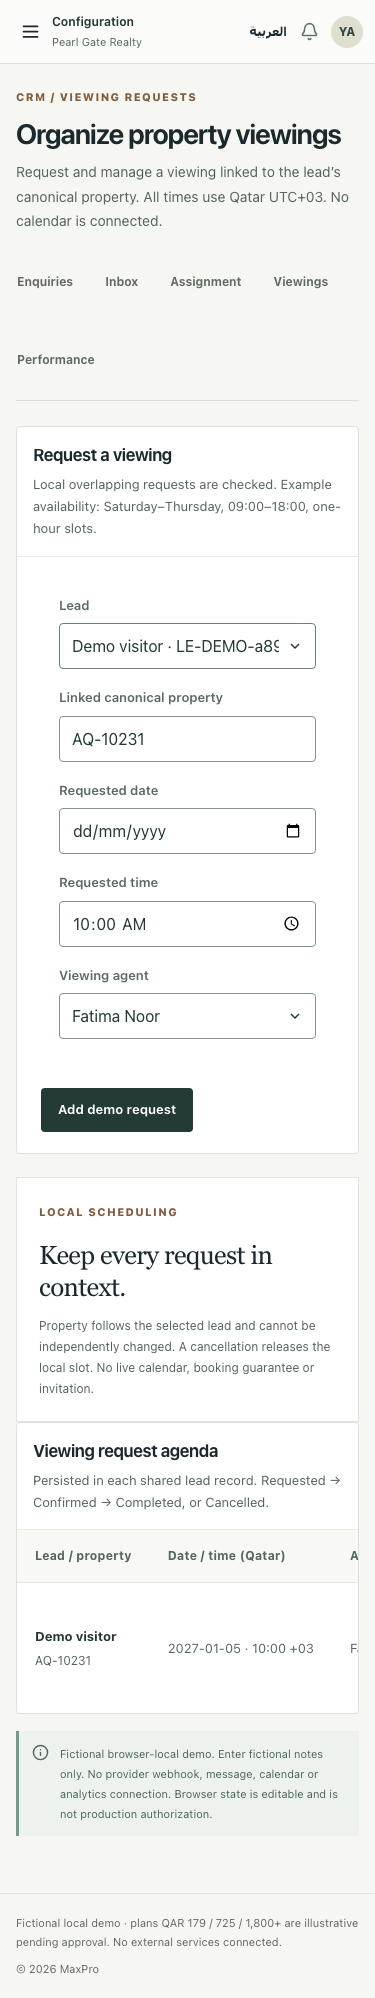 Configuration
Pearl Gate Realty
العربية
YA
CRM / VIEWING REQUESTS
Organize property viewings
Request and manage a viewing linked to the lead's
canonical property. All times use Qatar UTC+03. No
calendar is connected.
Enquiries Inbox Assignment Viewings
Performance
Request a viewing
Local overlapping requests are checked. Example
availability: Saturday–Thursday, 09:00–18:00, one-
hour slots.
Lead
Demo visitor · LE-DEMO-a89
Linked canonical property
AQ-10231
Requested date
dd/mm/yyyy
Requested time
10:00 AM
Viewing agent
Fatima Noor
Add demo request
LOCAL SCHEDULING
Keep every request in
context.
Property follows the selected lead and cannot be
independently changed. A cancellation releases the
local slot. No live calendar, booking guarantee or
invitation.
Viewing request agenda
Persisted in each shared lead record. Requested →
Confirmed → Completed, or Cancelled.
Lead / property Date / time (Qatar)
Demo visitor
AQ-10231
2027-01-05 · 10:00 +03
Fictional browser-local demo. Enter fictional notes
only. No provider webhook, message, calendar or
analytics connection. Browser state is editable and is
not production authorization.
Fictional local demo · plans QAR 179 / 725 / 1,800+ are illustrative
pending approval. No external services connected.
© 2026 MaxPro